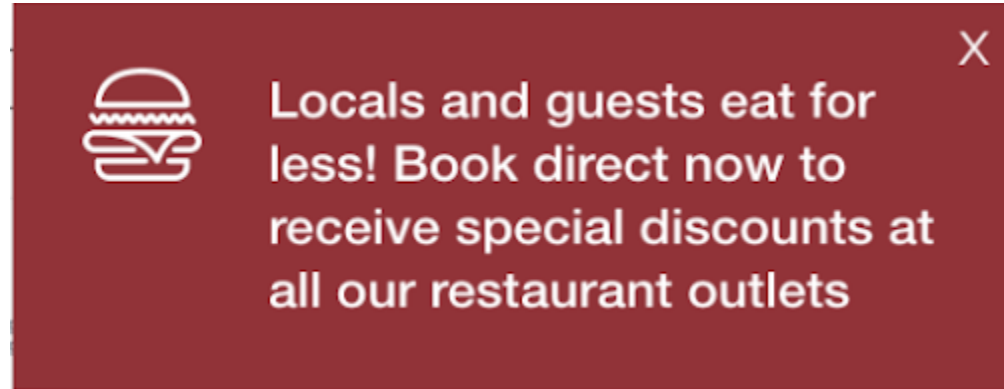 X
Locals and guests eat for
less! Book direct now to
receive special discounts at
all our restaurant outlets